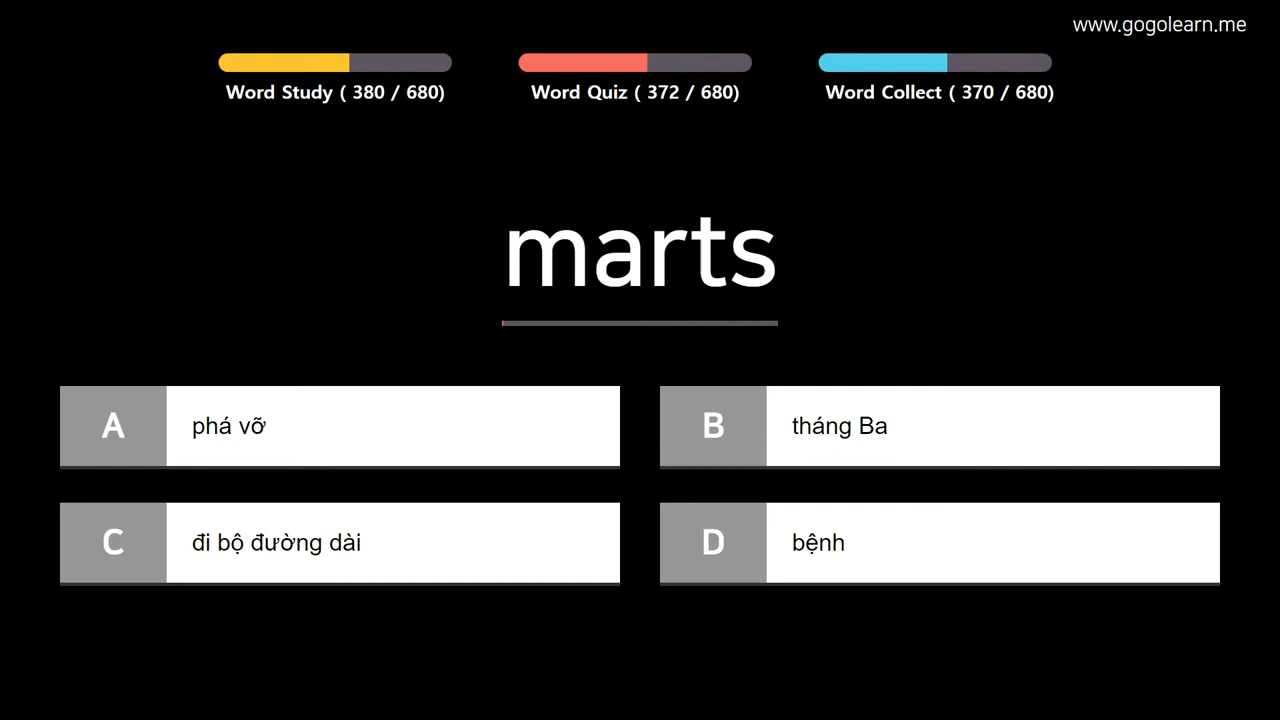 www.gogolearn.me
Word Study ( 380 / 680)
Word Quiz ( 372 / 680)
Word Collect ( 370 / 680)
marts
A phá vỡ
B tháng Ba
C đi bộ đường dài
D bệnh